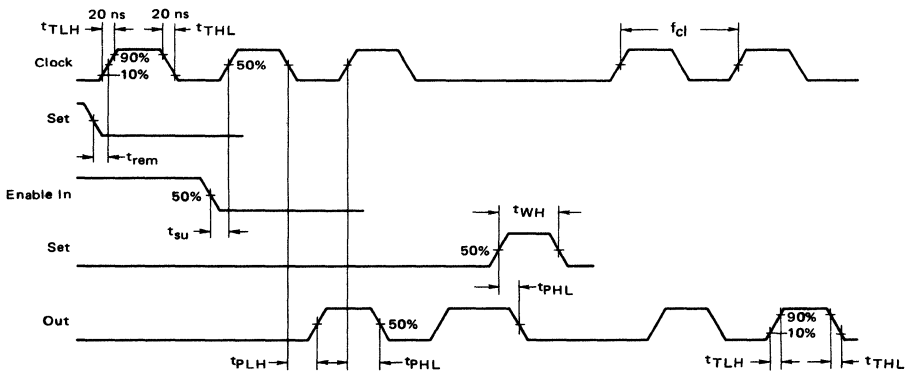 20 ns 20 ns
tTLH tTHL
Clock 90% 10% 50% fcl
Set
trem
Enable In 50%
tsu
tWH
Set 50%
tPHL
Out 50% 90% 10%
tPLH tPHL tTLH tTHL